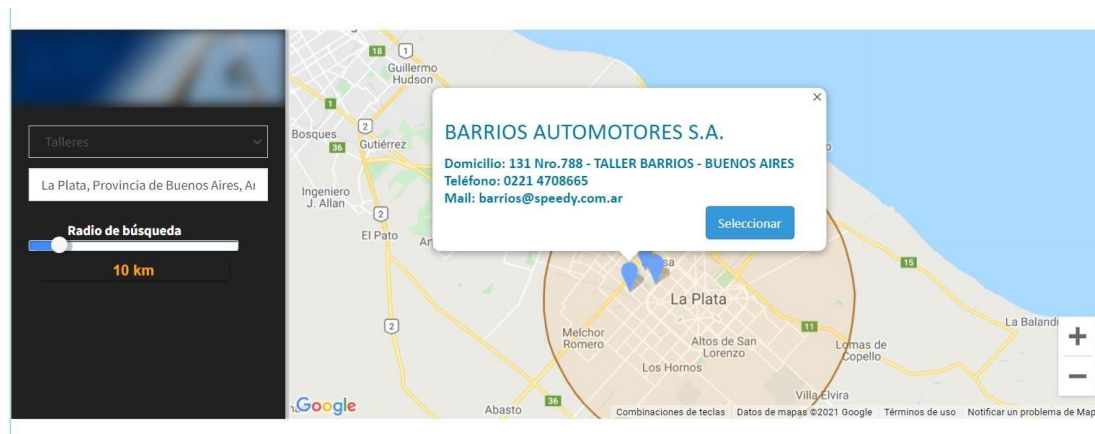 Talleres
La Plata, Provincia de Buenos Aires, Ar
Radio de búsqueda
10 km
BARRIOS AUTOMOTORES S.A.
Domicilio: 131 Nro.788 - TALLER BARRIOS - BUENOS AIRES
Teléfono: 0221 4708665
Mail: barrios@speedy.com.ar
Seleccionar
18
1
Guillermo
Hudson
1
2
Bosques
36
Gutiérrez
Ingeniero
J. Allan
2
El Pato
15
La Plata
2
Melchor
Romero
11
Altos de San
Lorenzo
Lomas de
Copello
La Balandr
Los Hornos
Villa Elvira
36
Abasto
Google
Combinaciones de teclas
Datos de mapas ©2021 Google
Términos de uso
Notificar un problema de Map